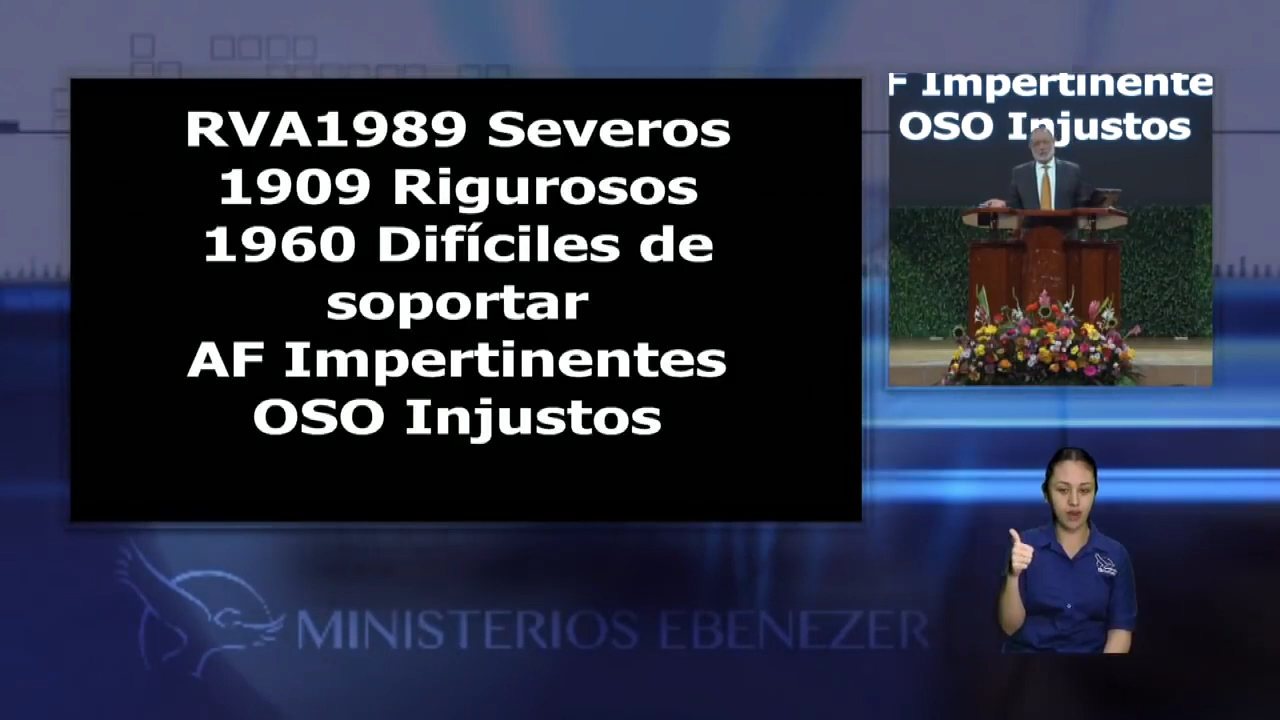 RVA1989 Severos
1909 Rigurosos
1960 Difíciles de
soportar
AF Impertinentes
OSO Injustos
F Impertinente
OSO Injustos
MINISTERIOS EBENEZER